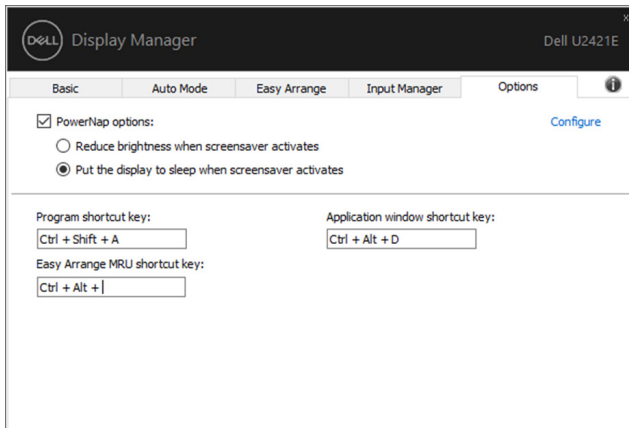 DELL Display Manager
Dell U2421E
Basic Auto Mode Easy Arrange Input Manager Options
PowerNap options:
Configure
Reduce brightness when screensaver activates
Put the display to sleep when screensaver activates
Program shortcut key:
Application window shortcut key:
Ctrl + Shift + A
Ctrl + Alt + D
Easy Arrange MRU shortcut key:
Ctrl + Alt +